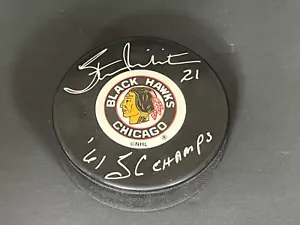 21
BLACK HAWKS
CHICAGO
©NHL
'61 SC CHAMPS